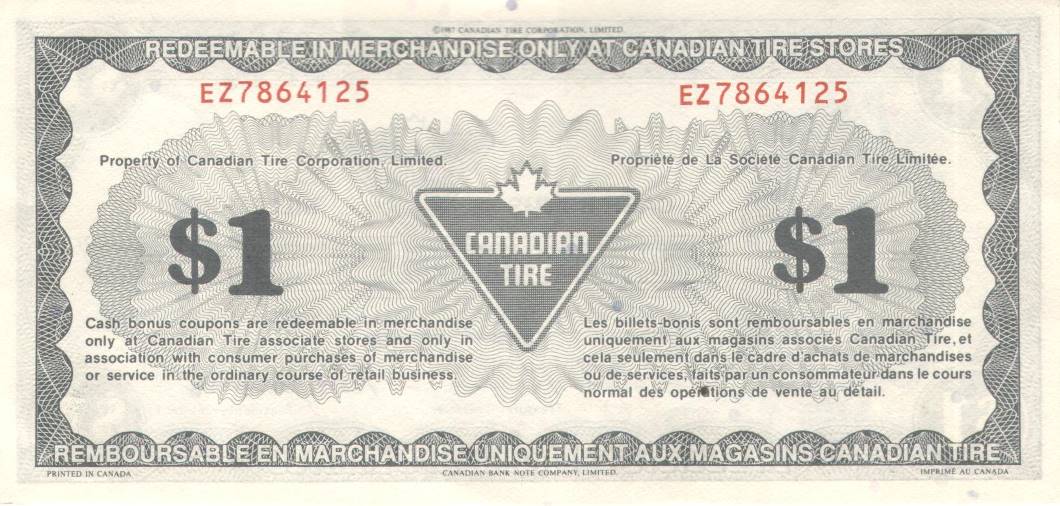 ©1987 CANADIAN TIRE CORPORATION, LIMITED.
REDEEMABLE IN MERCHANDISE ONLY AT CANADIAN TIRE STORES
EZ7864125
EZ7864125
Property of Canadian Tire Corporation, Limited.
Propriété de La Société Canadian Tire Limitée.
$1
CANADIAN
TIRE
$1
Cash bonus coupons are redeemable in merchandise
only at Canadian Tire associate stores and only in
association with consumer purchases of merchandise
or service in the ordinary course of retail business.
Les billets-bonis sont remboursables en marchandise
uniquement aux magasins associés Canadian Tire, et
cela seulement dans le cadre d'achats de marchandises
ou de services, faits par un consommateur dans le cours
normal des opérations de vente au détail.
REMBOURSABLE EN MARCHANDISE UNIQUEMENT AUX MAGASINS CANADIAN TIRE
PRINTED IN CANADA
CANADIAN BANK NOTE COMPANY, LIMITED.
IMPRIMÉ AU CANADA